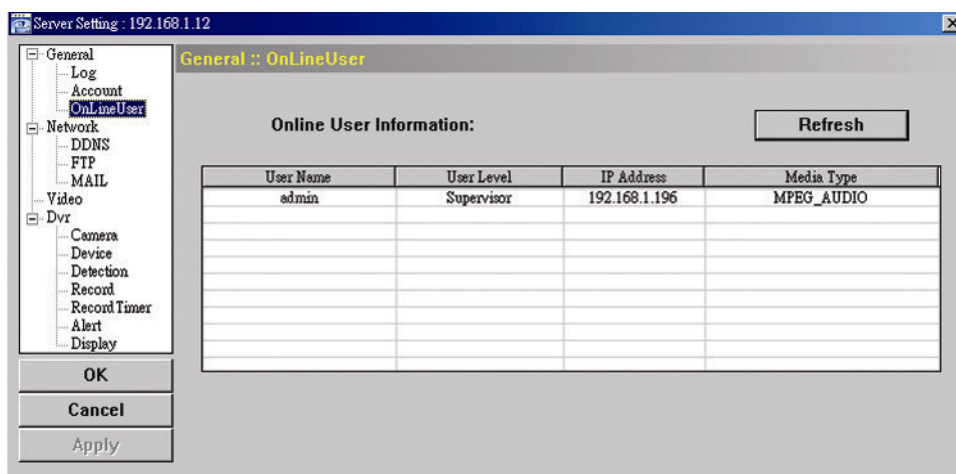 Server Setting : 192.168.1.12
General
Log
Account
OnLineUser
Network
DDNS
FTP
MAIL
Video
Dvr
Camera
Device
Detection
Record
Record Timer
Alert
Display
OK
Cancel
Apply
General :: OnLineUser
Online User Information:
Refresh
User Name User Level IP Address Media Type
admin Supervisor 192.168.1.196 MPEG_AUDIO